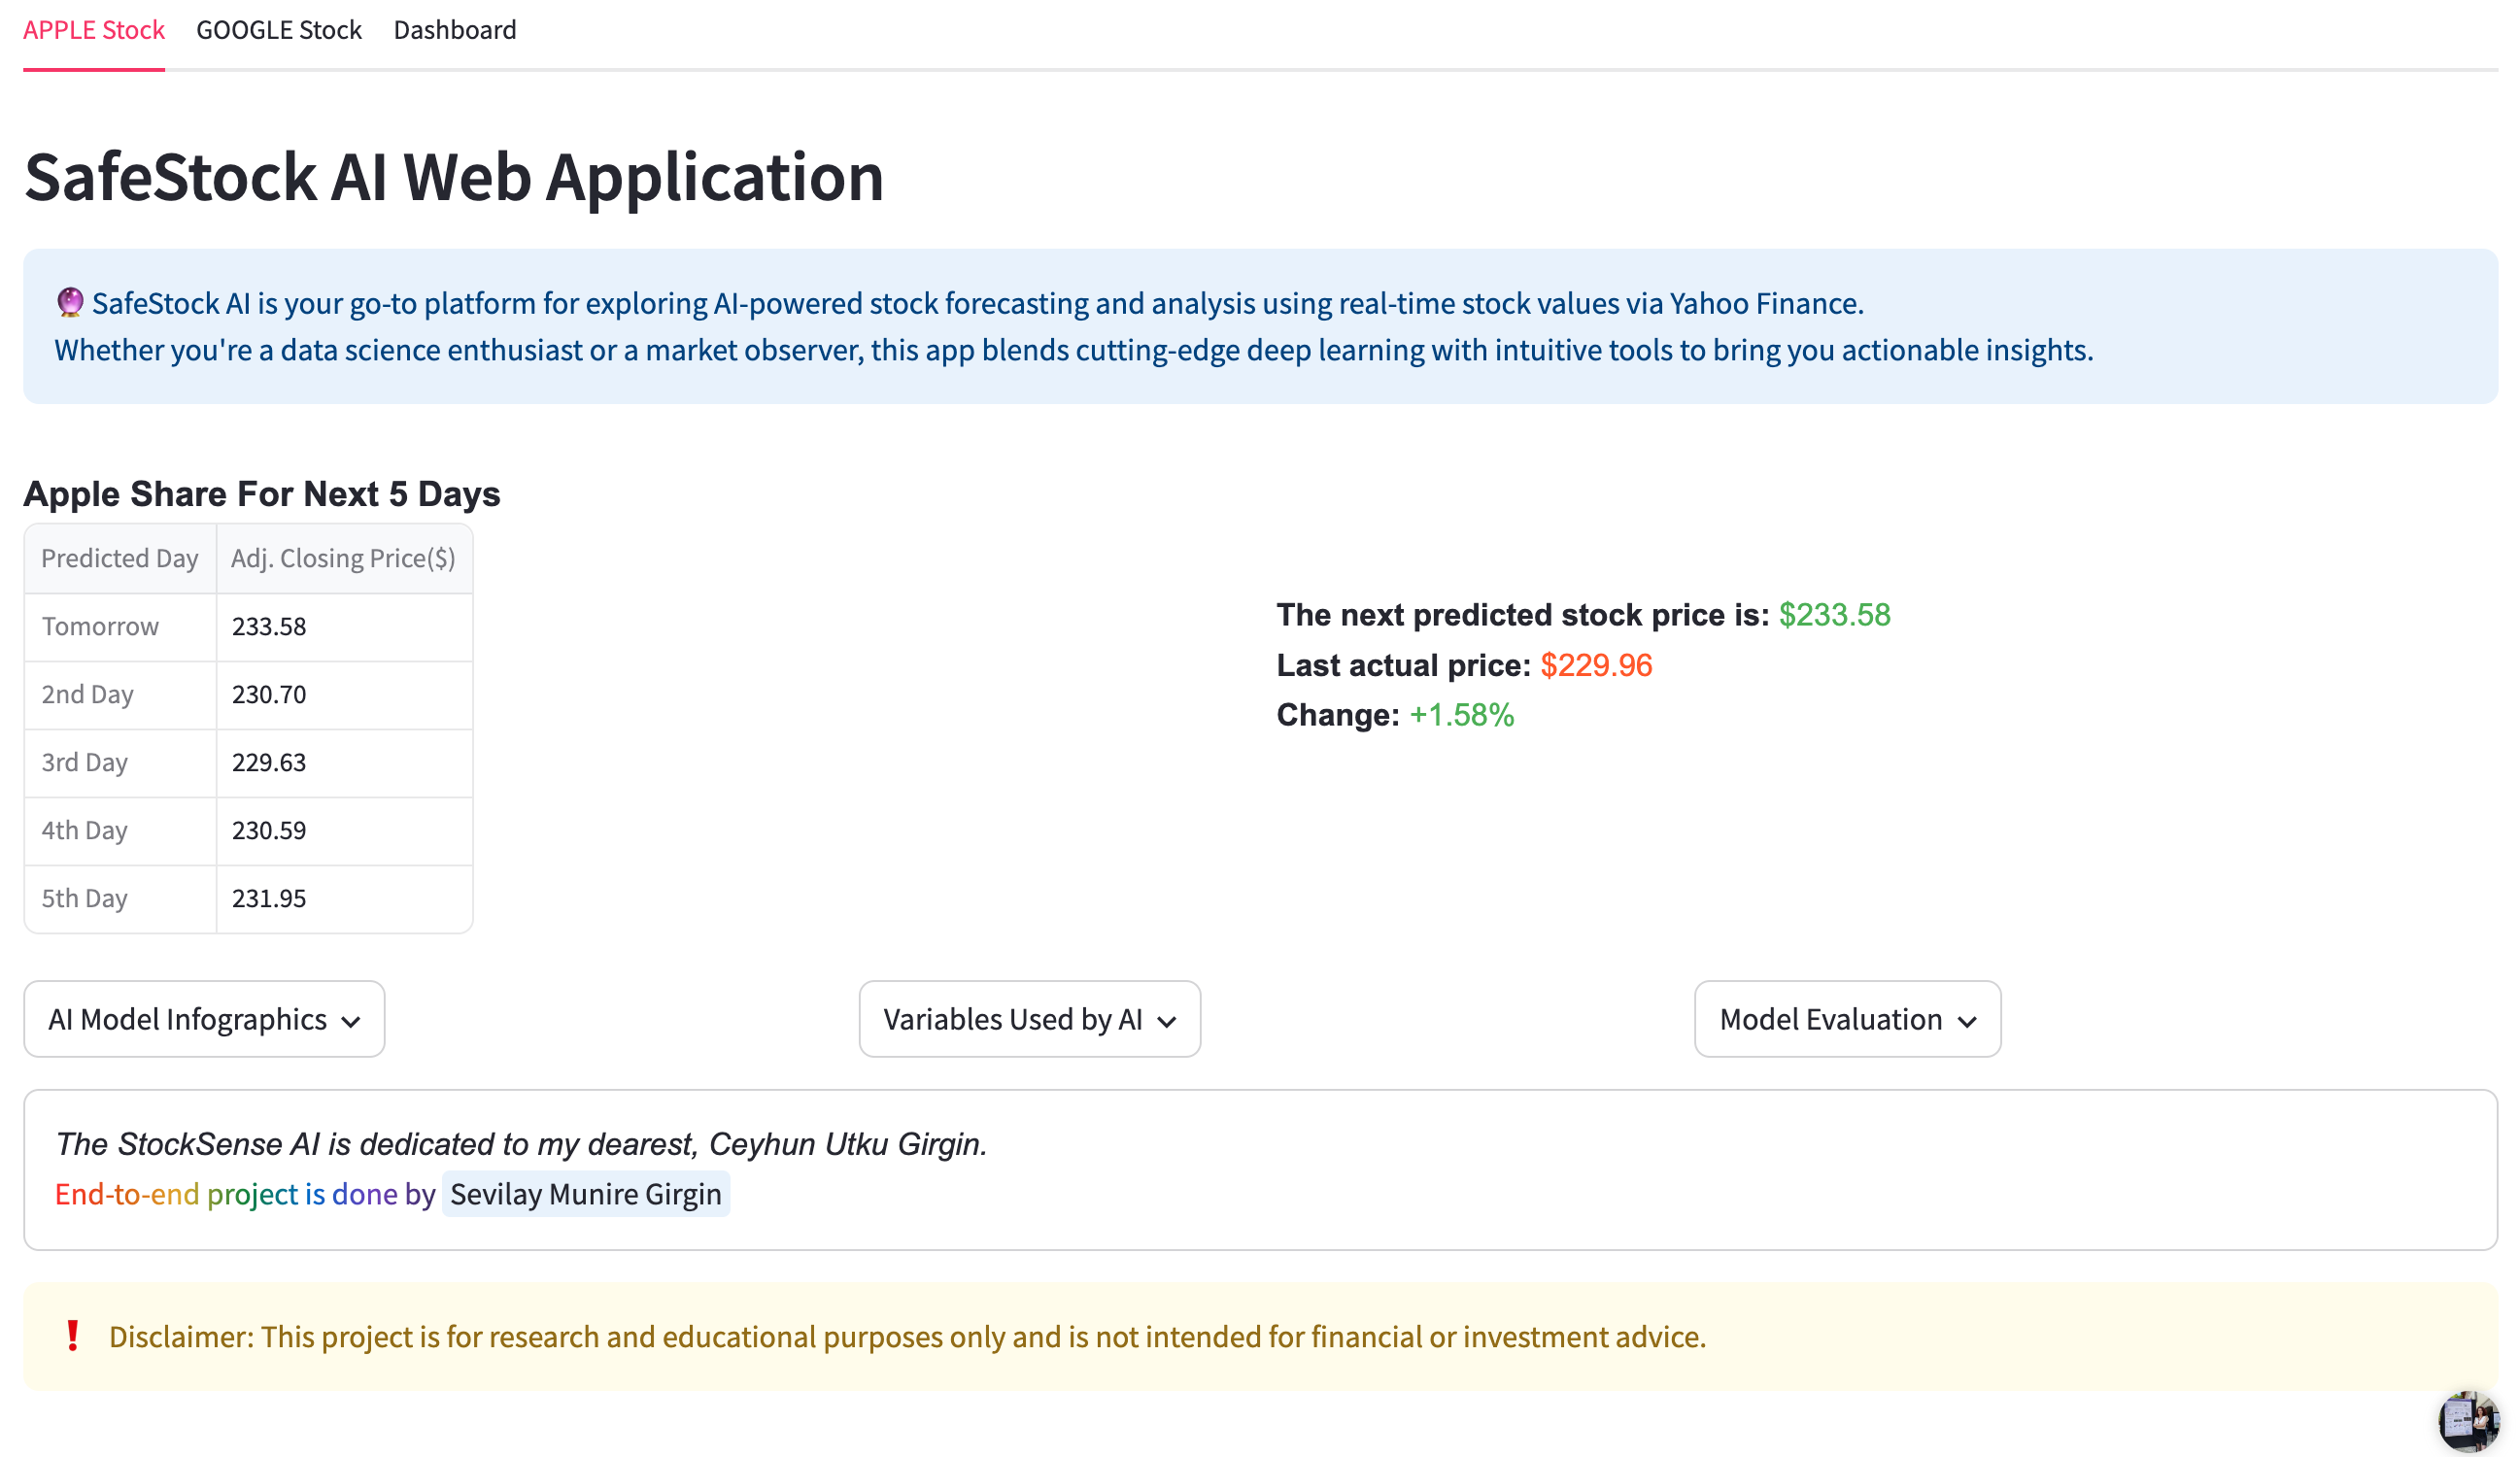 APPLE Stock GOOGLE Stock Dashboard
SafeStock AI Web Application
🔮 SafeStock AI is your go-to platform for exploring AI-powered stock forecasting and analysis using real-time stock values via Yahoo Finance.
Whether you're a data science enthusiast or a market observer, this app blends cutting-edge deep learning with intuitive tools to bring you actionable insights.
Apple Share For Next 5 Days
Predicted Day Adj. Closing Price($)
Tomorrow 233.58
2nd Day 230.70
3rd Day 229.63
4th Day 230.59
5th Day 231.95
The next predicted stock price is: $233.58
Last actual price: $229.96
Change: +1.58%
AI Model Infographics Variables Used by AI Model Evaluation
The StockSense AI is dedicated to my dearest, Ceyhun Utku Girgin.
End-to-end project is done by Sevilay Munire Girgin
❗ Disclaimer: This project is for research and educational purposes only and is not intended for financial or investment advice.